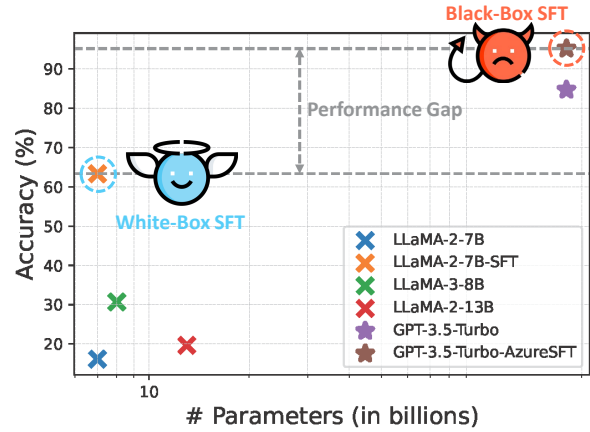 Black-Box SFT
Performance Gap
White-Box SFT
Accuracy (%)
90
80
70
60
50
40
30
20
10
# Parameters (in billions)
LLaMA-2-7B
LLaMA-2-7B-SFT
LLaMA-3-8B
LLaMA-2-13B
GPT-3.5-Turbo
GPT-3.5-Turbo-AzureSFT